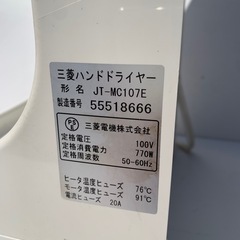 三菱ハンドドライヤー
形 名 JT-MC107E
製造番号 55518666
PS E 三菱電機株式会社
定格電圧 100V
定格消費電力 770W
定格周波数 50-60Hz
ヒータ温度ヒューズ 76℃
モータ温度ヒューズ 91℃
電流ヒューズ 20A